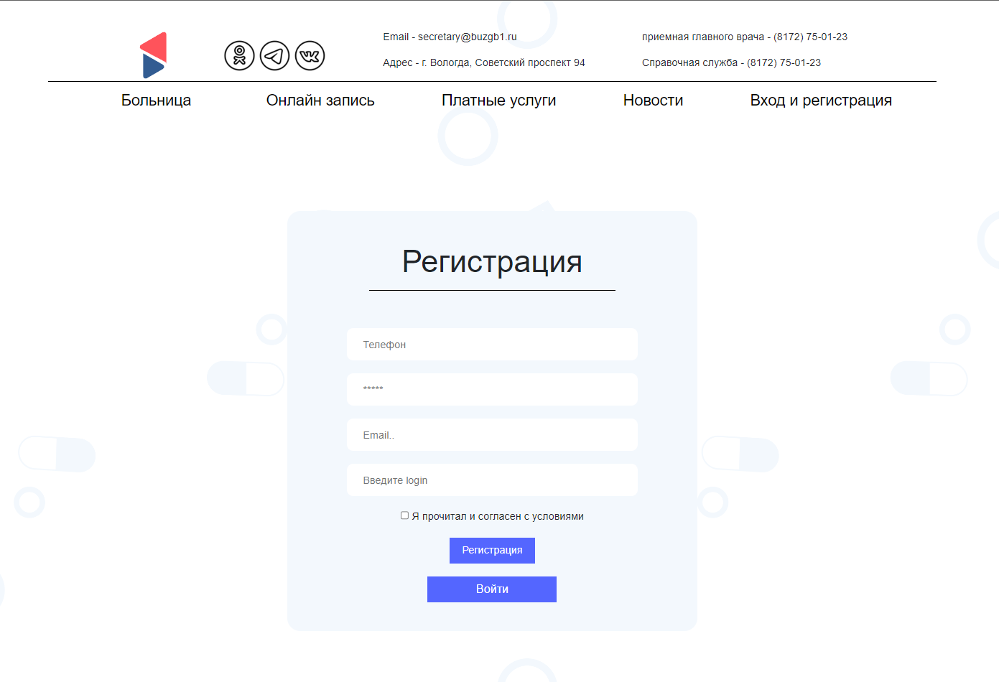 Email - secretary@buzgb1.ru
приемная главного врача - (8172) 75-01-23
Адрес - г. Вологда, Советский проспект 94
Справочная служба - (8172) 75-01-23
Больница
Онлайн запись
Платные услуги
Новости
Вход и регистрация
Регистрация
Телефон
*****
Email..
Введите login
Я прочитал и согласен с условиями
Регистрация
Войти